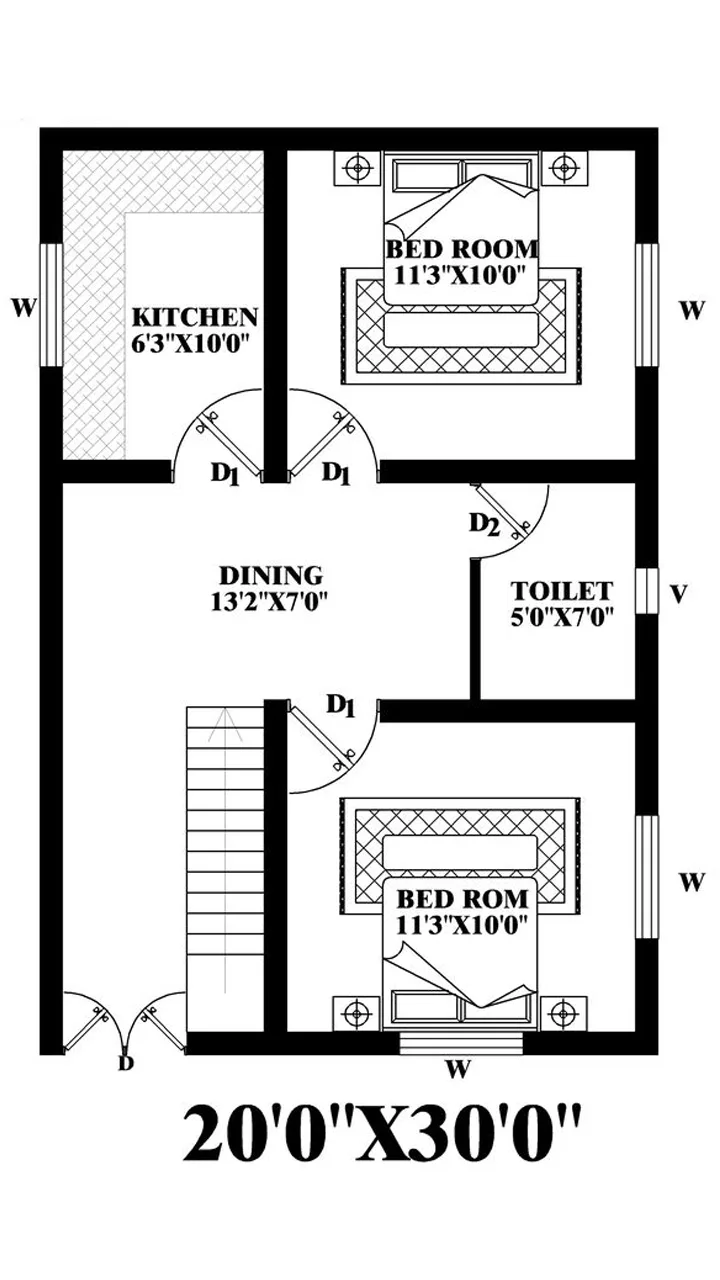 BED ROOM
11'3"X10'0"
W
W
KITCHEN
6'3"X10'0"
D1
D1
D2
DINING
13'2"X7'0"
TOILET
5'0"X7'0"
V
D1
W
BED ROM
11'3"X10'0"
D
W
20'0"X30'0"